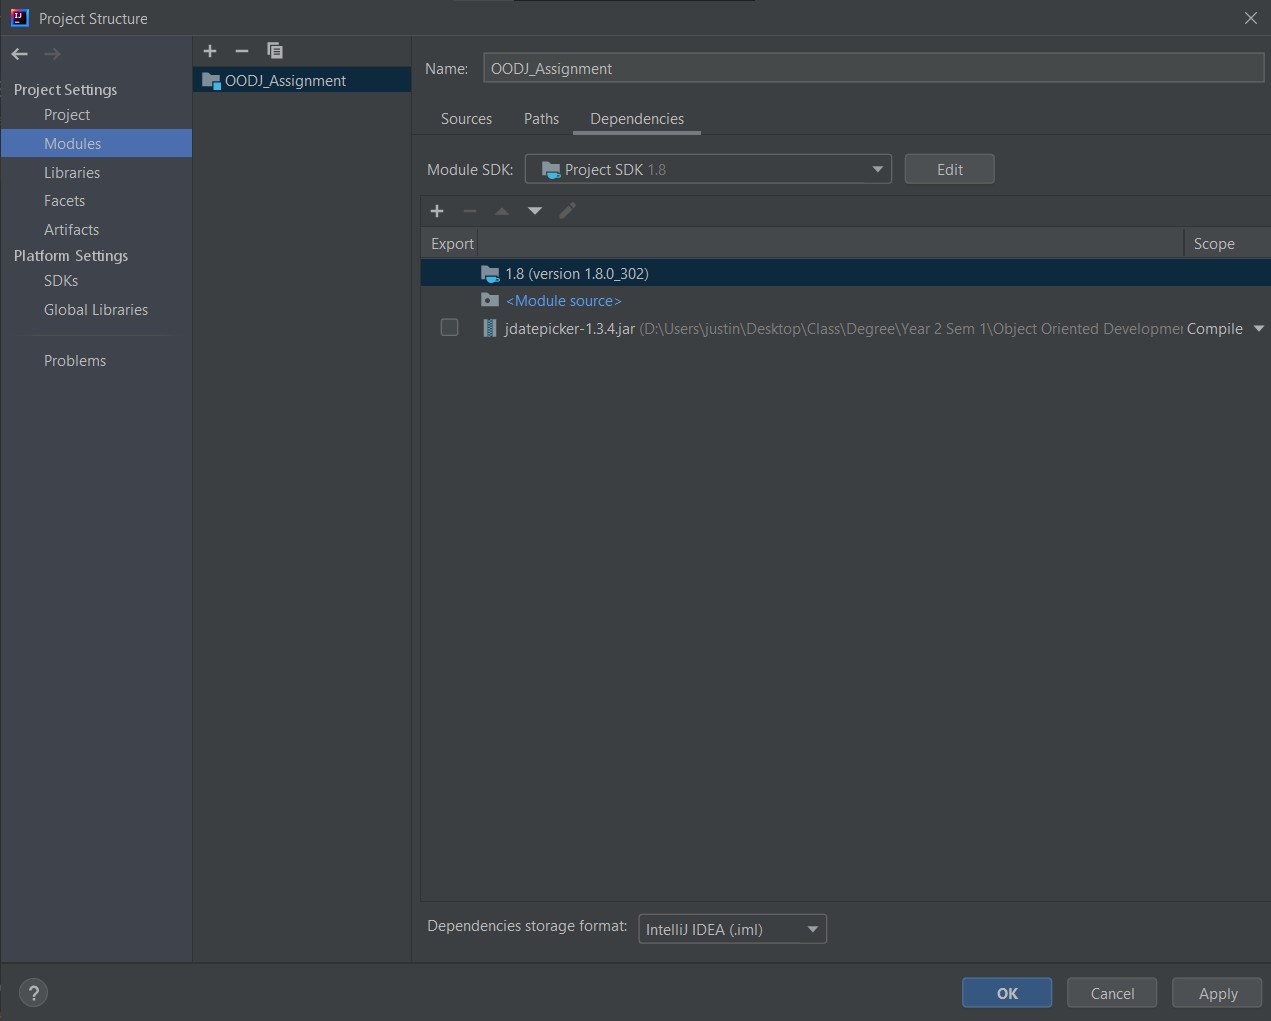 Project Structure
Project Settings
Project
Modules
Libraries
Facets
Artifacts
Platform Settings
SDKs
Global Libraries
Problems
OODJ_Assignment
Name: OODJ_Assignment
Sources Paths Dependencies
Module SDK: Project SDK 1.8 Edit
Export Scope
1.8 (version 1.8.0_302)
<Module source>
jdatepicker-1.3.4.jar (D:\Users\justin\Desktop\Class\Degree\Year 2 Sem 1\Object Oriented Developme Compile
Dependencies storage format: IntelliJ IDEA (.iml)
? OK Cancel Apply